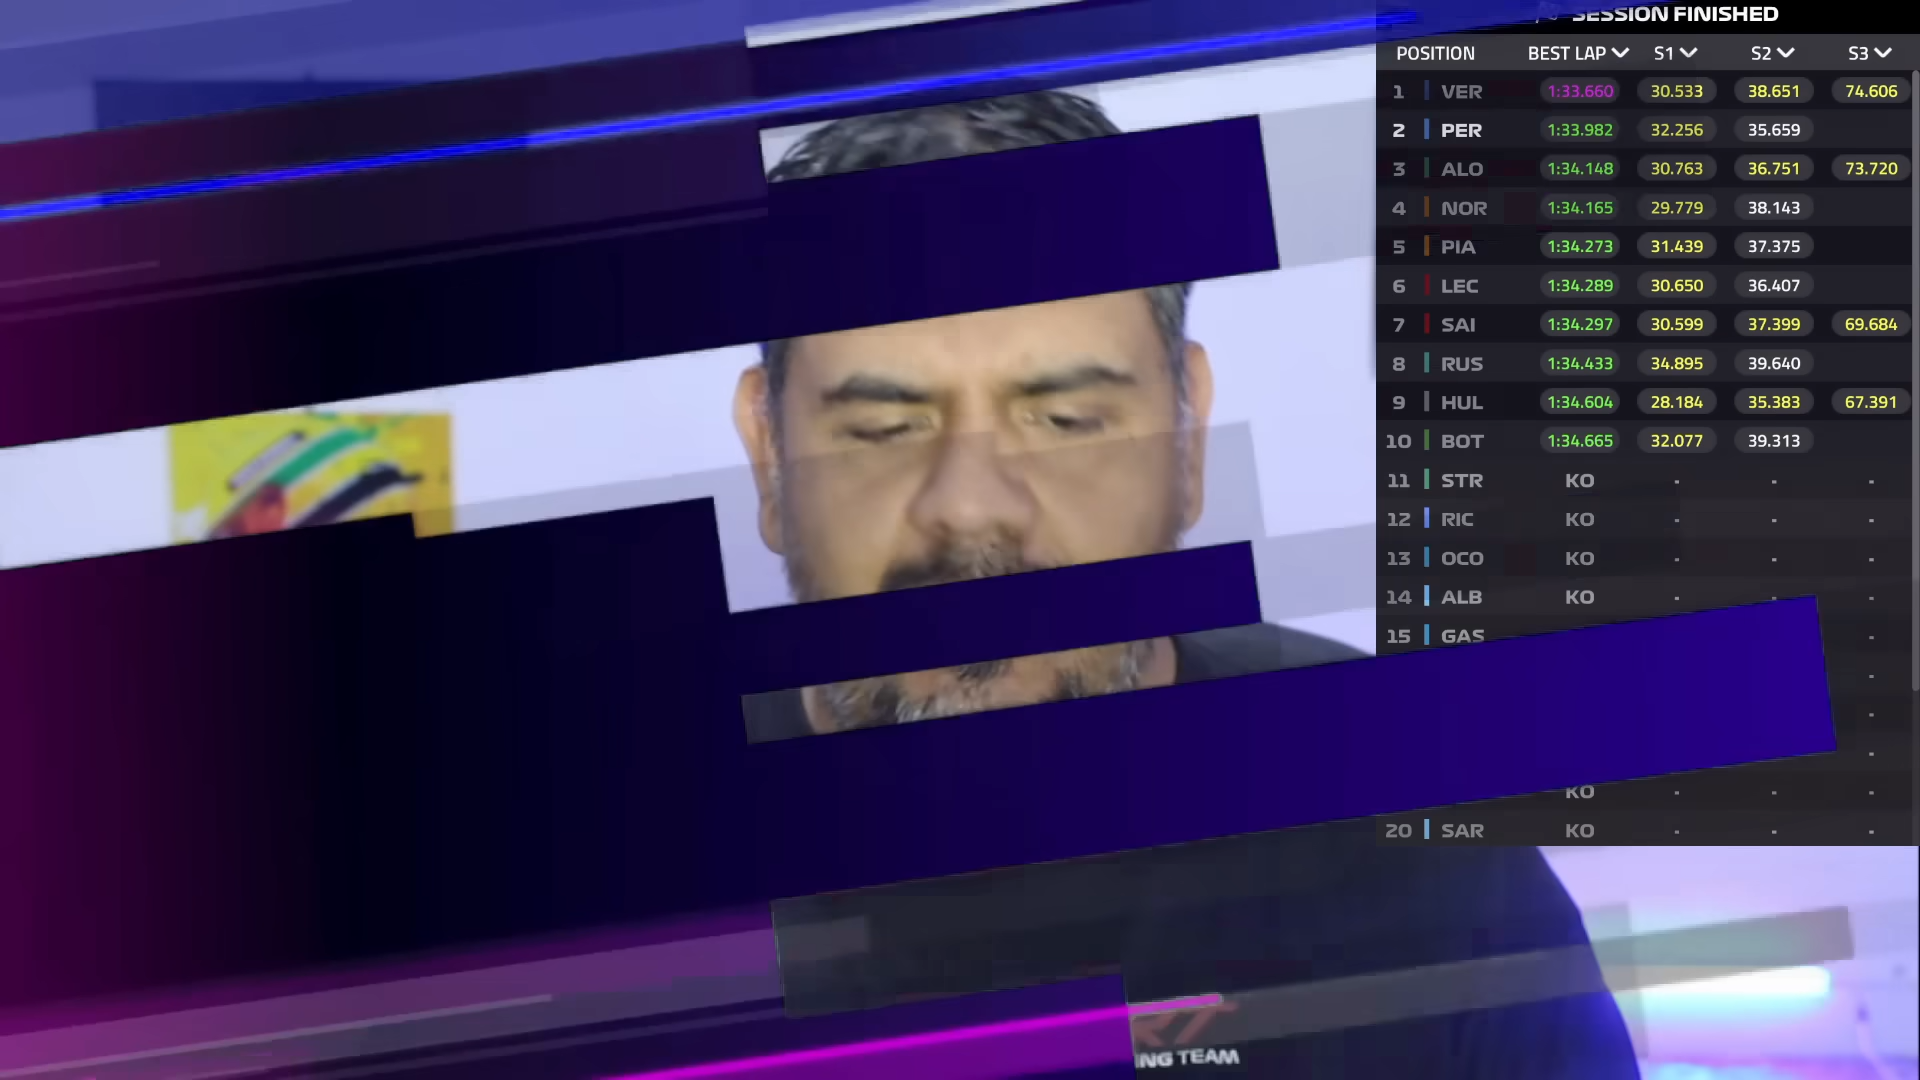 SESSION FINISHED
POSITION BEST LAP S1 S2 S3
1 VER 1:33.660 30.533 38.651 74.606
2 PER 1:33.982 32.256 35.659
3 ALO 1:34.148 30.763 36.751 73.720
4 NOR 1:34.165 29.779 38.143
5 PIA 1:34.273 31.439 37.375
6 LEC 1:34.289 30.650 36.407
7 SAI 1:34.297 30.599 37.399 69.684
8 RUS 1:34.433 34.895 39.640
9 HUL 1:34.604 28.184 35.383 67.391
10 BOT 1:34.665 32.077 39.313
11 STR KO - - -
12 RIC KO - - -
13 OCO KO - - -
14 ALB KO - - -
15 GAS -
-
-
-
KO - - -
20 SAR KO - - -
RT
ING TEAM